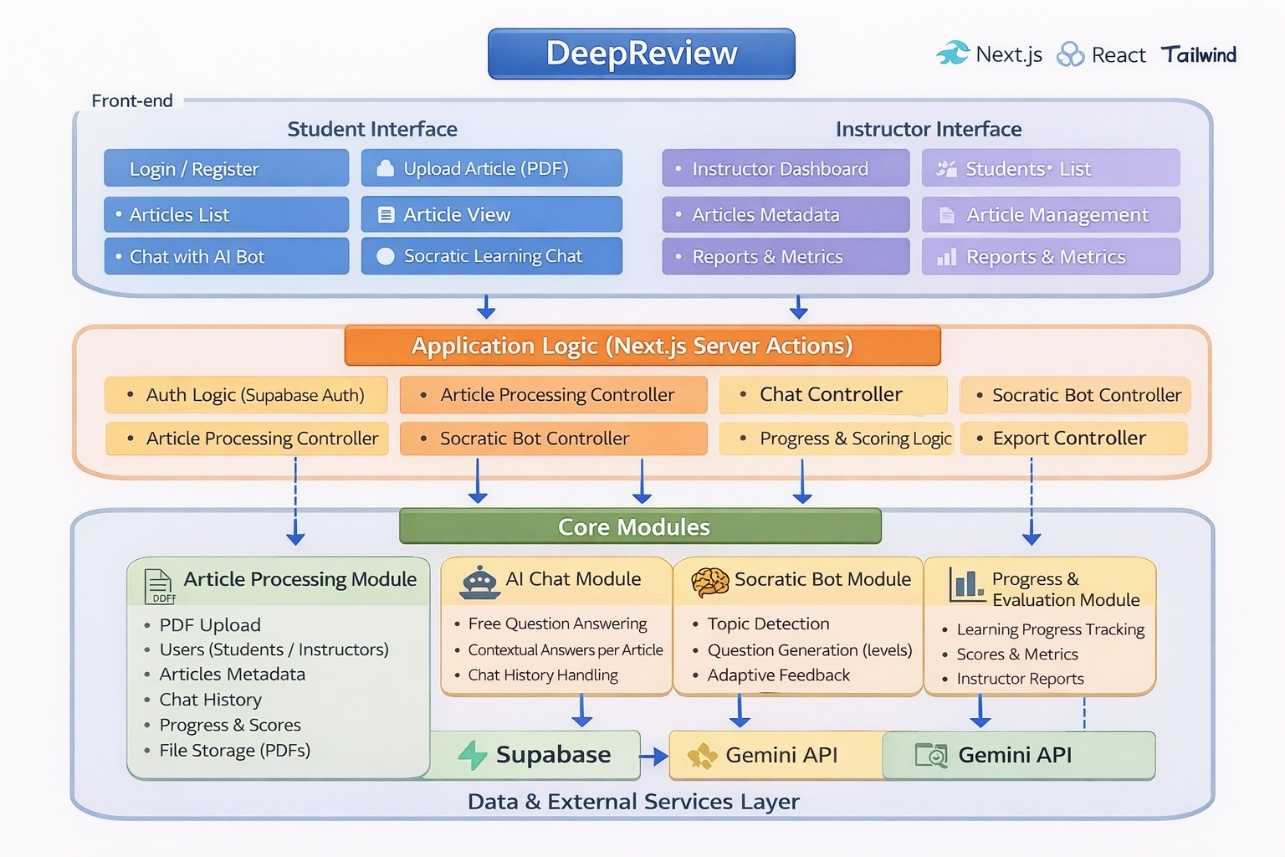 DeepReview
Next.js React Tailwind
Front-end
Student Interface
Instructor Interface
Login / Register
Upload Article (PDF)
• Instructor Dashboard
Students• List
• Articles List
Article View
• Articles Metadata
Article Management
• Chat with AI Bot
Socratic Learning Chat
• Reports & Metrics
Reports & Metrics
Application Logic (Next.js Server Actions)
• Auth Logic (Supabase Auth)
• Article Processing Controller
• Chat Controller
• Socratic Bot Controller
• Article Processing Controller
• Socratic Bot Controller
• Progress & Scoring Logic
• Export Controller
Core Modules
DDFF
Article Processing Module
• PDF Upload
• Users (Students / Instructors)
• Articles Metadata
• Chat History
• Progress & Scores
• File Storage (PDFs)
AI Chat Module
• Free Question Answering
• Contextual Answers per Article
• Chat History Handling
Socratic Bot Module
• Topic Detection
• Question Generation (levels)
• Adaptive Feedback
Progress &
Evaluation Module
• Learning Progress Tracking
• Scores & Metrics
• Instructor Reports
Supabase
Gemini API
Gemini API
Data & External Services Layer